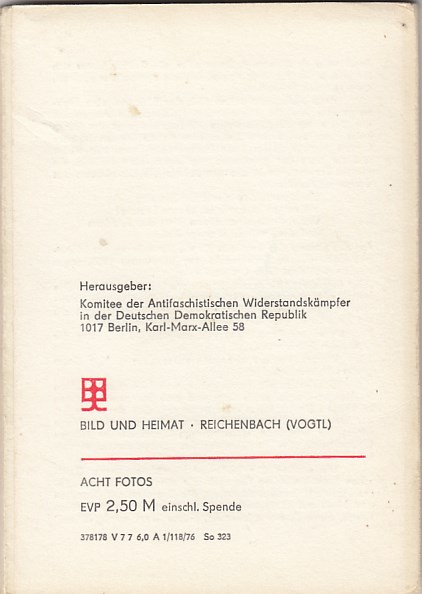 Herausgeber:
Komitee der Antifaschistischen Widerstandskämpfer
in der Deutschen Demokratischen Republik
1017 Berlin, Karl-Marx-Allee 58
BILD UND HEIMAT · REICHENBACH (VOGTL)
ACHT FOTOS
EVP 2,50 M einschl. Spende
378178 V 7 7 6,0 A 1/118/76 So 323